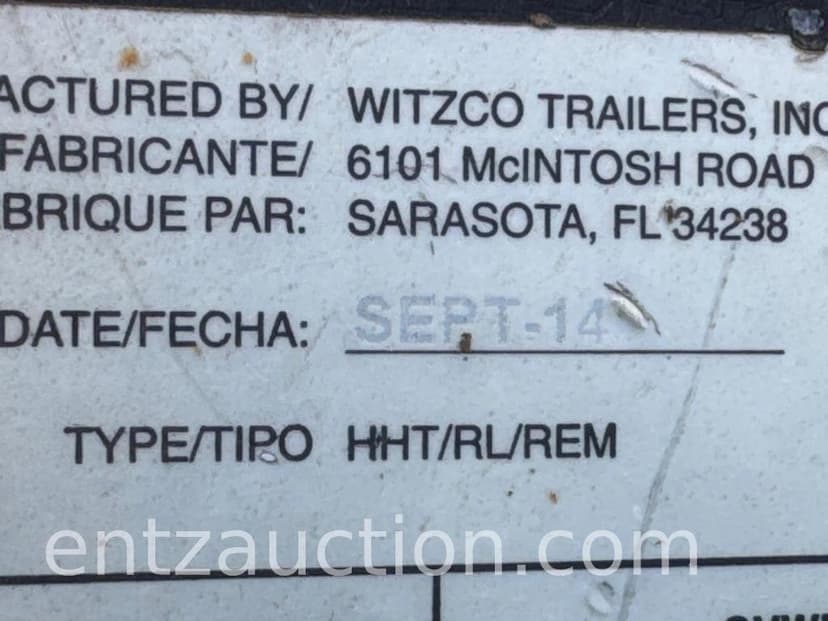 ACTURED BY/ WITZCO TRAILERS, INC
FABRICANTE/ 6101 McINTOSH ROAD
BRIQUE PAR: SARASOTA, FL 34238
DATE/FECHA: SEPT-14
TYPE/TIPO HHT/RL/REM
entzauction.com